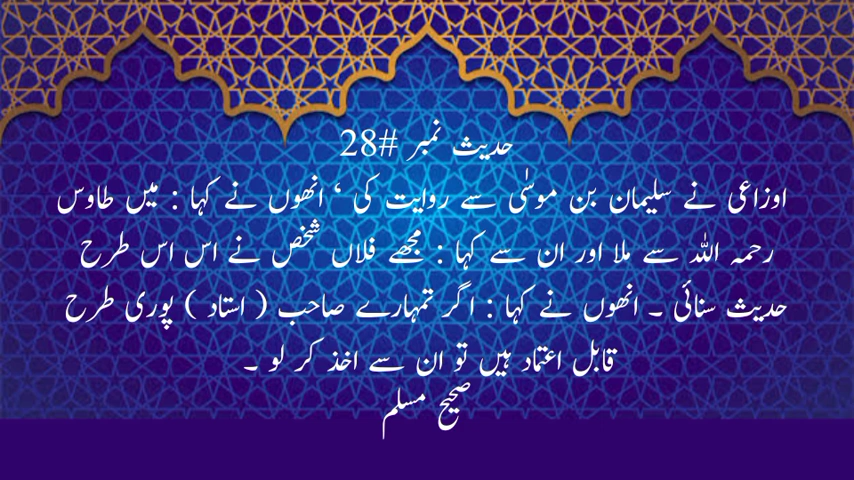 حدیث نمبر #28
اوزاعی نے سلیمان بن موسٰی سے روایت کی ‘ انھوں نے کہا : میں طاوس
رحمہ اللہ سے ملا اور ان سے کہا : مجھے فلاں شخص نے اس اس طرح
حدیث سنائی ۔ انھوں نے کہا : اگر تمہارے صاحب ( استاد ) پوری طرح
قابل اعتماد ہیں تو ان سے اخذ کر لو ۔
صحیح مسلم